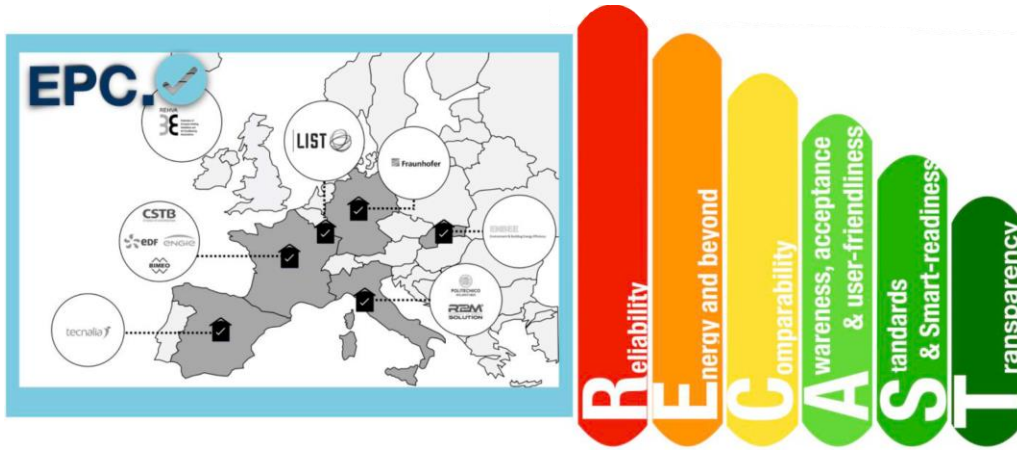 EPC.
REHVA
LIST
Fraunhofer
CSTB
EDF ENGIE
BIMEO
POLITECNICO
REM
SOLUTION
tecnalia
Reliability
Energy and beyond
Comparability
Awareness, acceptance
& user-friendliness
Standards
& Smart-readiness
Transparency